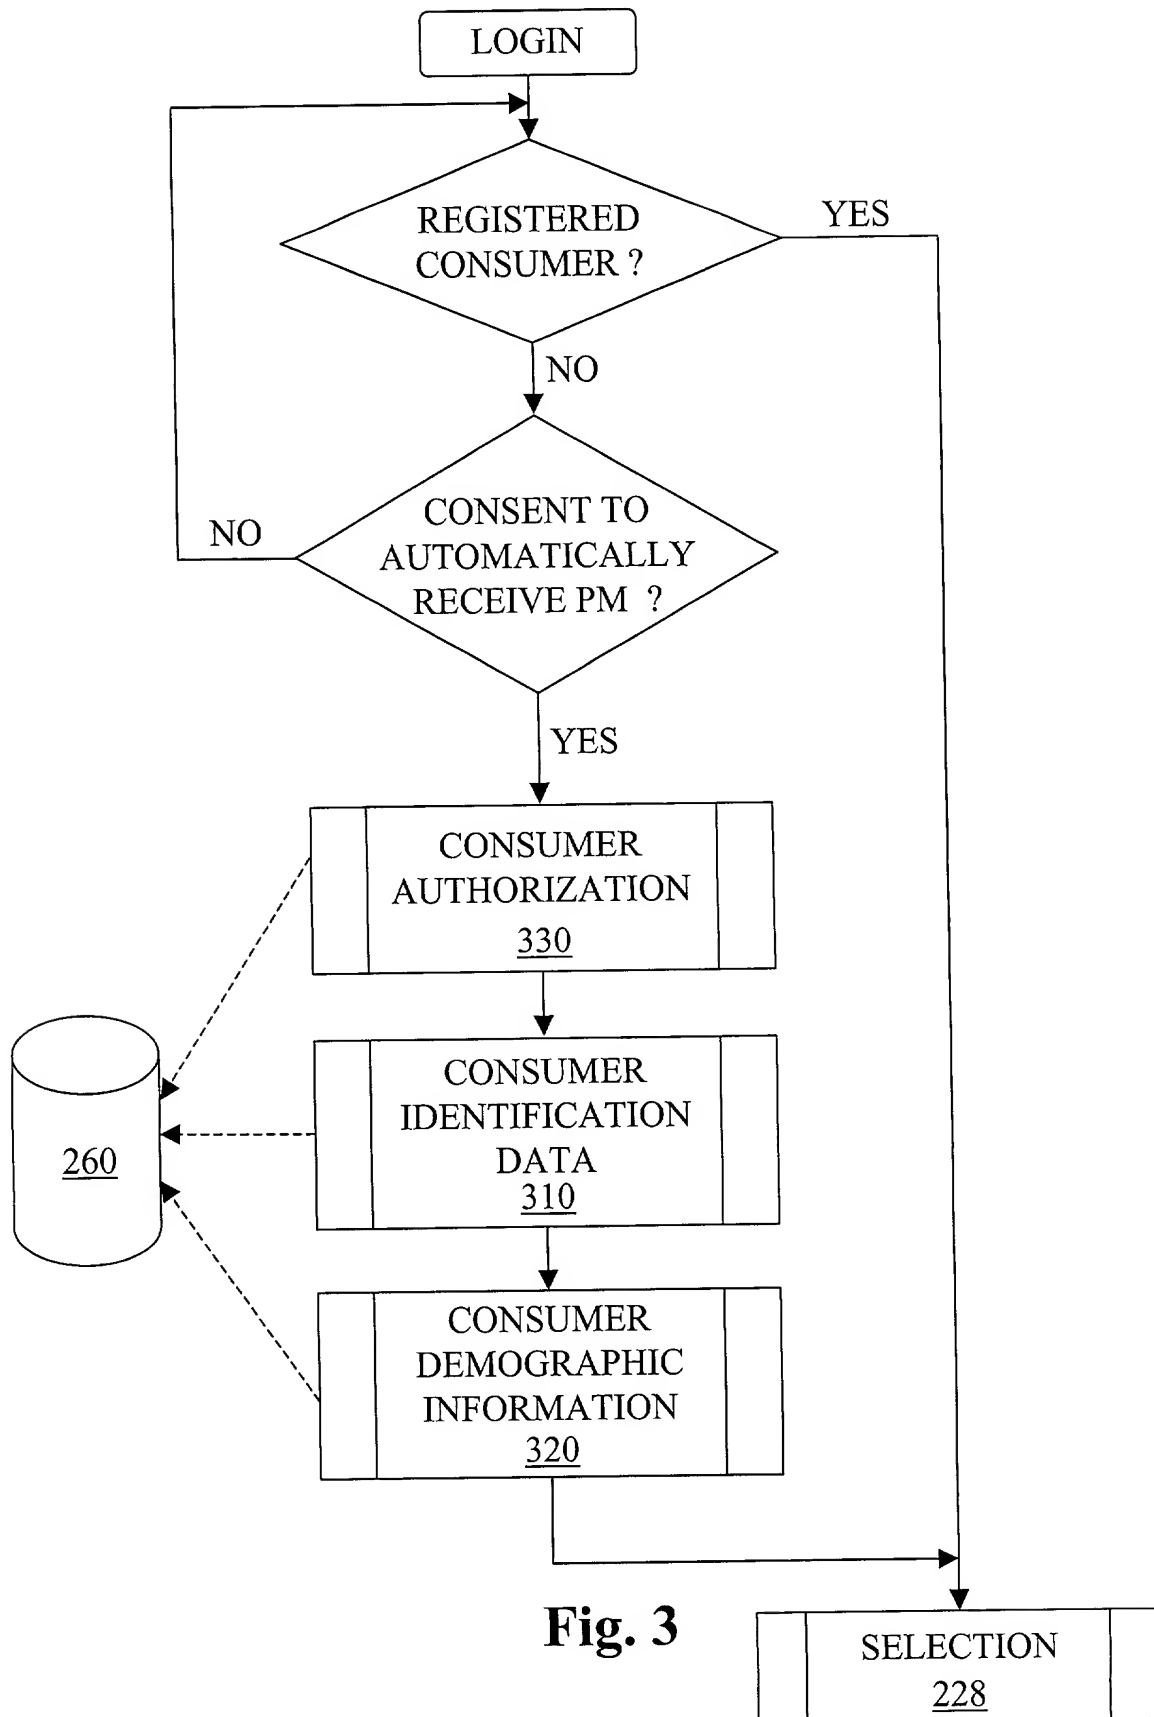 LOGIN
REGISTERED
CONSUMER ?
YES
NO
CONSENT TO
AUTOMATICALLY
RECEIVE PM ?
NO
YES
CONSUMER
AUTHORIZATION
330
CONSUMER
IDENTIFICATION
DATA
310
260
CONSUMER
DEMOGRAPHIC
INFORMATION
320
Fig. 3
SELECTION
228